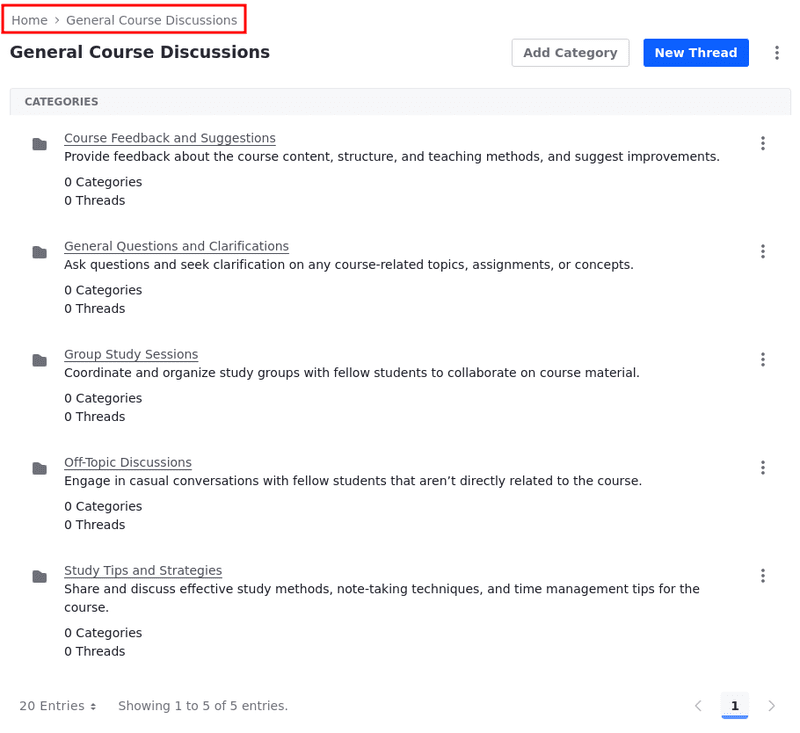 Home > General Course Discussions
General Course Discussions
Add Category
New Thread
CATEGORIES
Course Feedback and Suggestions
Provide feedback about the course content, structure, and teaching methods, and suggest improvements.
0 Categories
0 Threads
General Questions and Clarifications
Ask questions and seek clarification on any course-related topics, assignments, or concepts.
0 Categories
0 Threads
Group Study Sessions
Coordinate and organize study groups with fellow students to collaborate on course material.
0 Categories
0 Threads
Off-Topic Discussions
Engage in casual conversations with fellow students that aren’t directly related to the course.
0 Categories
0 Threads
Study Tips and Strategies
Share and discuss effective study methods, note-taking techniques, and time management tips for the
course.
0 Categories
0 Threads
20 Entries
Showing 1 to 5 of 5 entries.
1